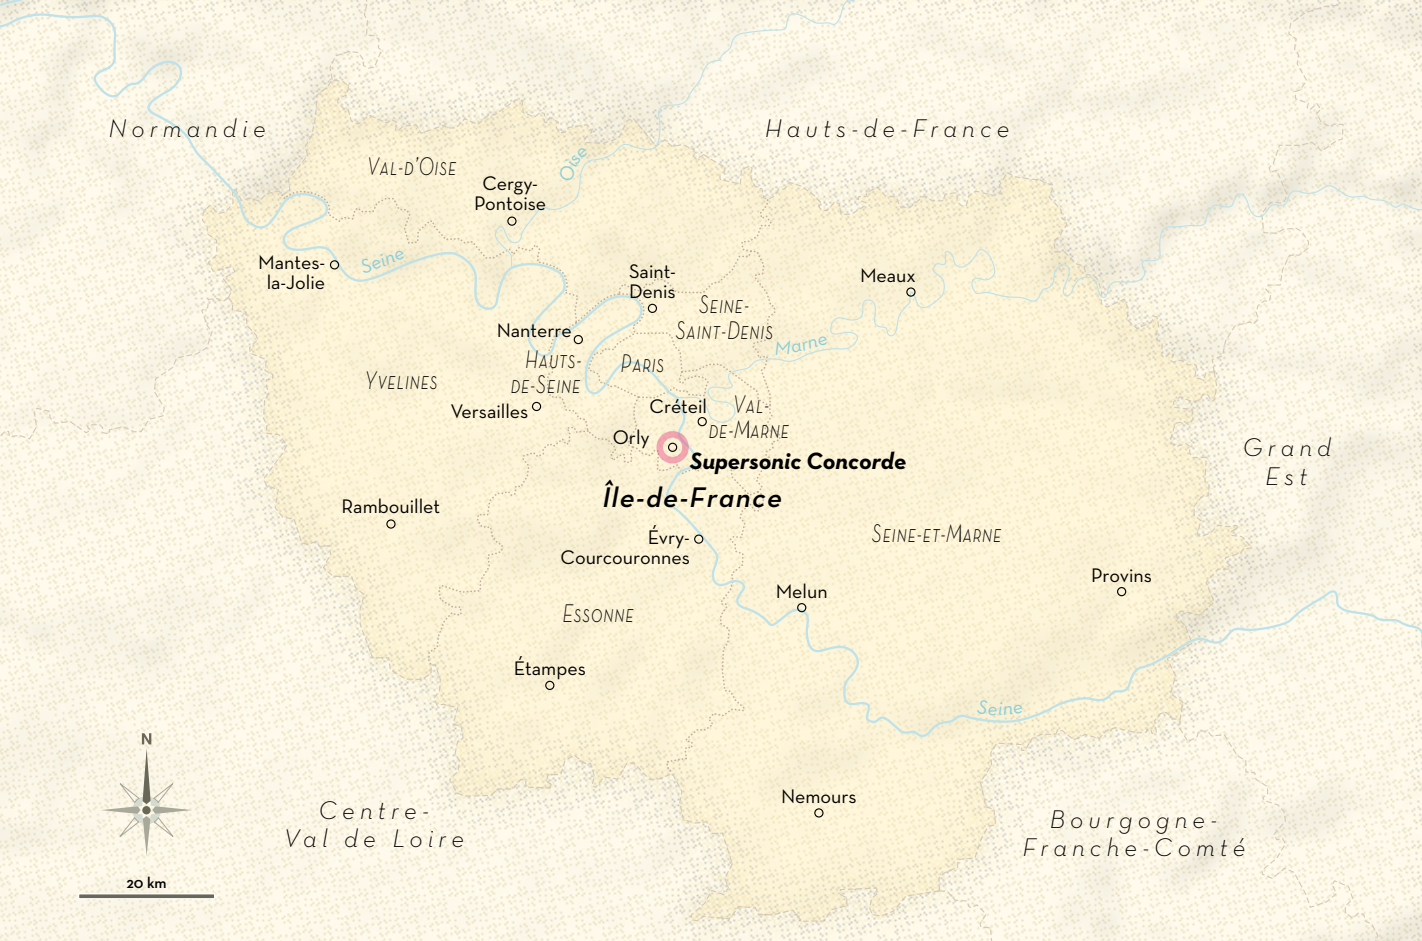 Normandie
Hauts-de-France
Val-d'Oise
Oise
Cergy-
Pontoise
Mantes-
la-Jolie
Seine
Saint-
Denis
Meaux
Seine-
Saint-Denis
Nanterre
Marne
Hauts-
de-Seine
Paris
Yvelines
Versailles
Créteil
Val-
de-Marne
Orly
Supersonic Concorde
Grand
Est
Île-de-France
Rambouillet
Évry-
Courcouronnes
Seine-et-Marne
Provins
Melun
Essonne
Étampes
Seine
N
Nemours
Centre-
Val de Loire
Bourgogne-
Franche-Comté
20 km